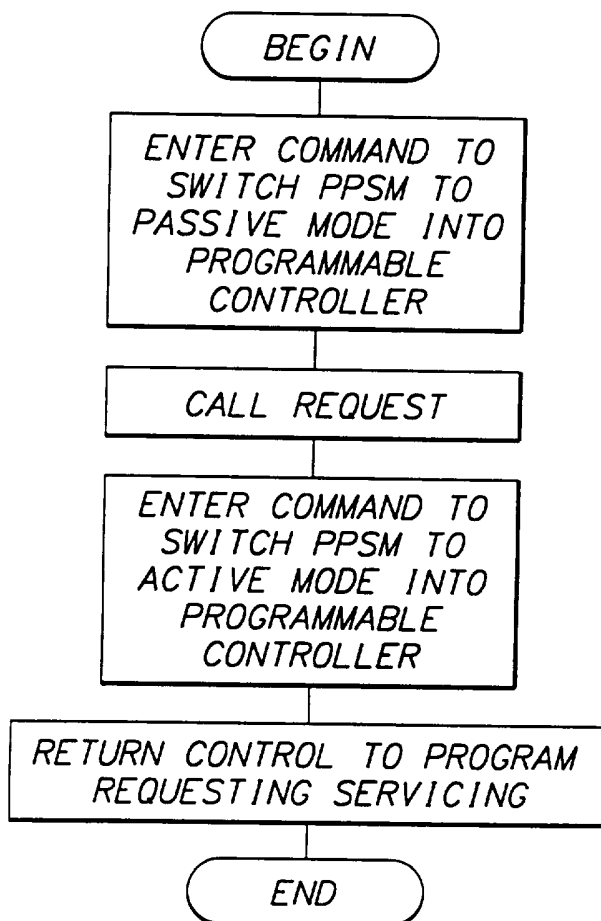 BEGIN
ENTER COMMAND TO
SWITCH PPSM TO
PASSIVE MODE INTO
PROGRAMMABLE
CONTROLLER
CALL REQUEST
ENTER COMMAND TO
SWITCH PPSM TO
ACTIVE MODE INTO
PROGRAMMABLE
CONTROLLER
RETURN CONTROL TO PROGRAM
REQUESTING SERVICING
END